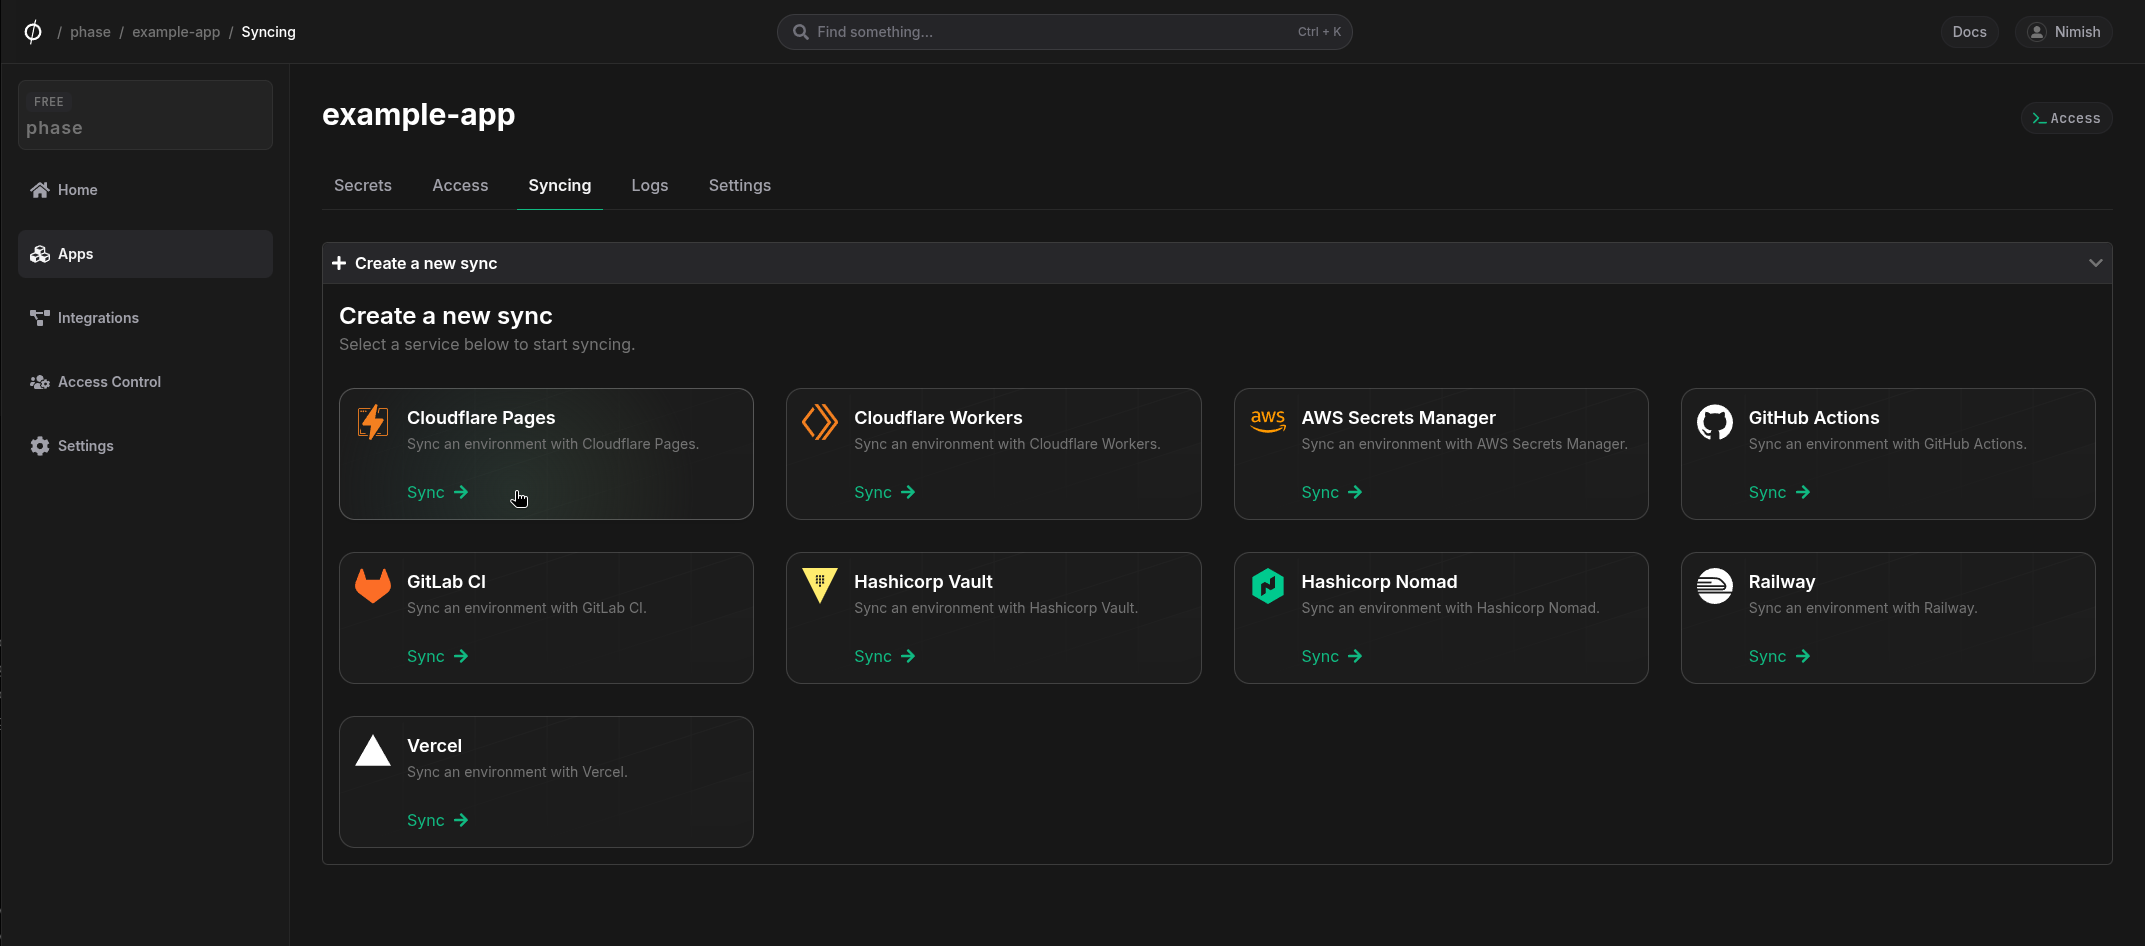 / phase / example-app / Syncing
Find something... Ctrl + K
Docs
Nimish
FREE
phase
Home
Apps
Integrations
Access Control
Settings
example-app
>_ Access
Secrets Access Syncing Logs Settings
Create a new sync
Create a new sync
Select a service below to start syncing.
Cloudflare Pages
Sync an environment with Cloudflare Pages.
Sync
Cloudflare Workers
Sync an environment with Cloudflare Workers.
Sync
aws
AWS Secrets Manager
Sync an environment with AWS Secrets Manager.
Sync
GitHub Actions
Sync an environment with GitHub Actions.
Sync
GitLab CI
Sync an environment with GitLab CI.
Sync
Hashicorp Vault
Sync an environment with Hashicorp Vault.
Sync
Hashicorp Nomad
Sync an environment with Hashicorp Nomad.
Sync
Railway
Sync an environment with Railway.
Sync
Vercel
Sync an environment with Vercel.
Sync